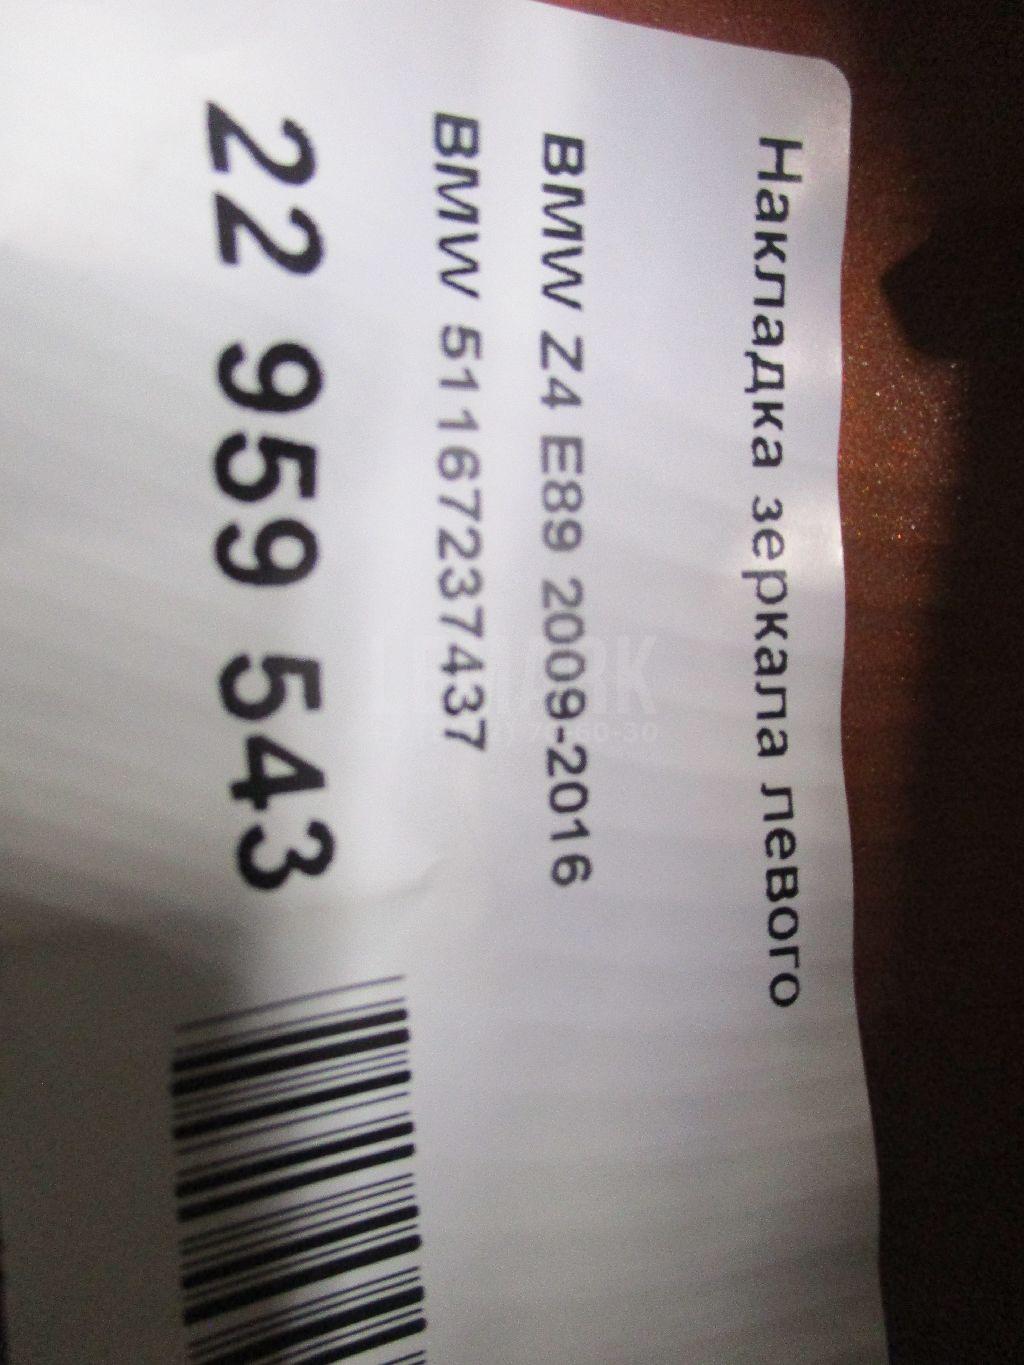 Накладка зеркала левого
BMW Z4 E89 2009-2016
BMW 51167237437
22 959 543